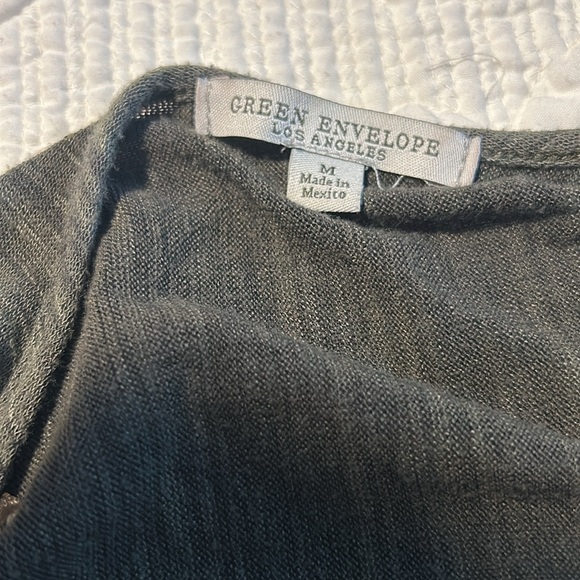 GREEN ENVELOPE
LOS ANGELES
M
Made in
Mexico